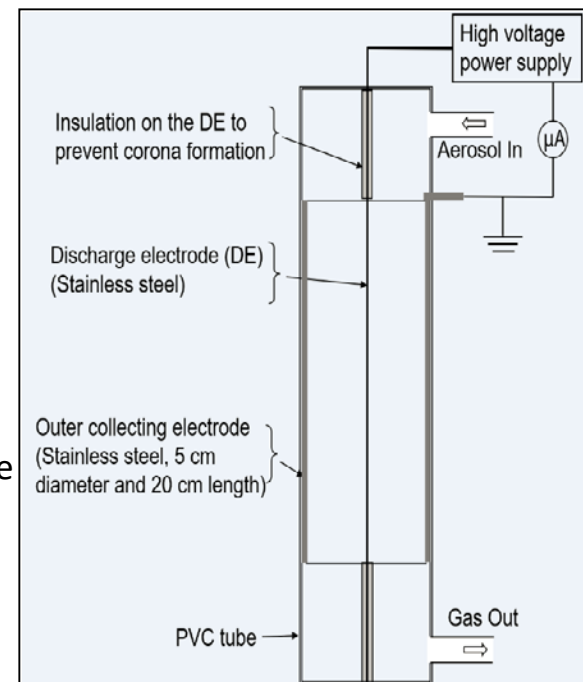 High voltage
power supply
Insulation on the DE to
prevent corona formation
Aerosol In
μA
Discharge electrode (DE)
(Stainless steel)
Outer collecting electrode
(Stainless steel, 5 cm
diameter and 20 cm length)
e
PVC tube
Gas Out